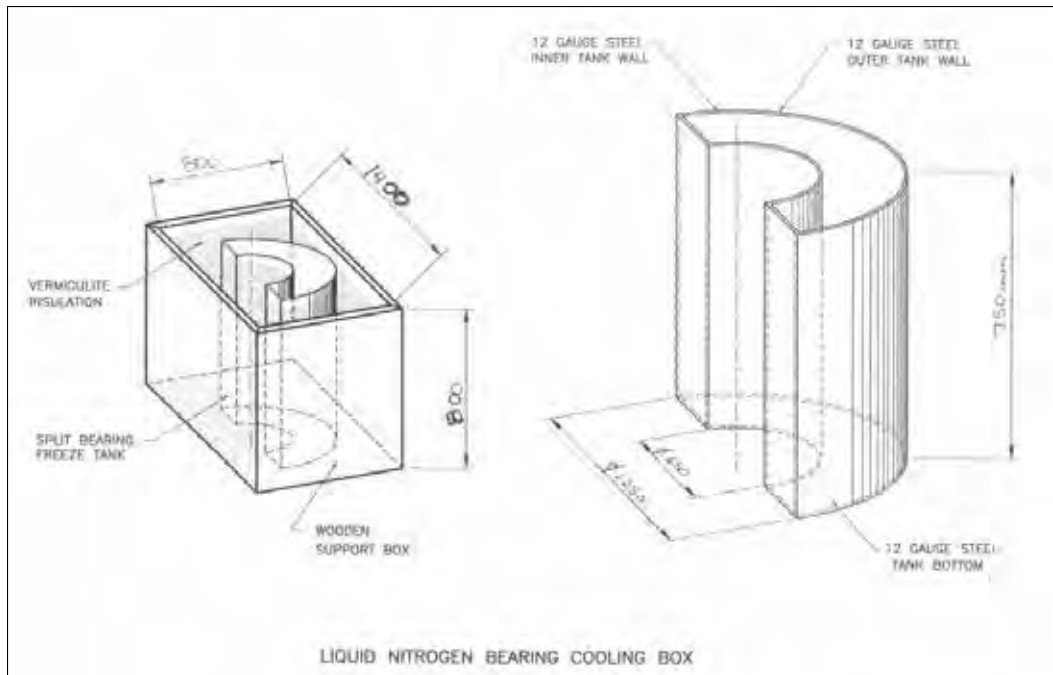 12 GAUGE STEEL
INNER TANK WALL
12 GAUGE STEEL
OUTER TANK WALL
800
1400
VERMICULITE
INSULATION
750mm
800
SPLIT BEARING
FREEZE TANK
WOODEN
SUPPORT BOX
12 GAUGE STEEL
TANK BOTTOM
LIQUID NITROGEN BEARING COOLING BOX